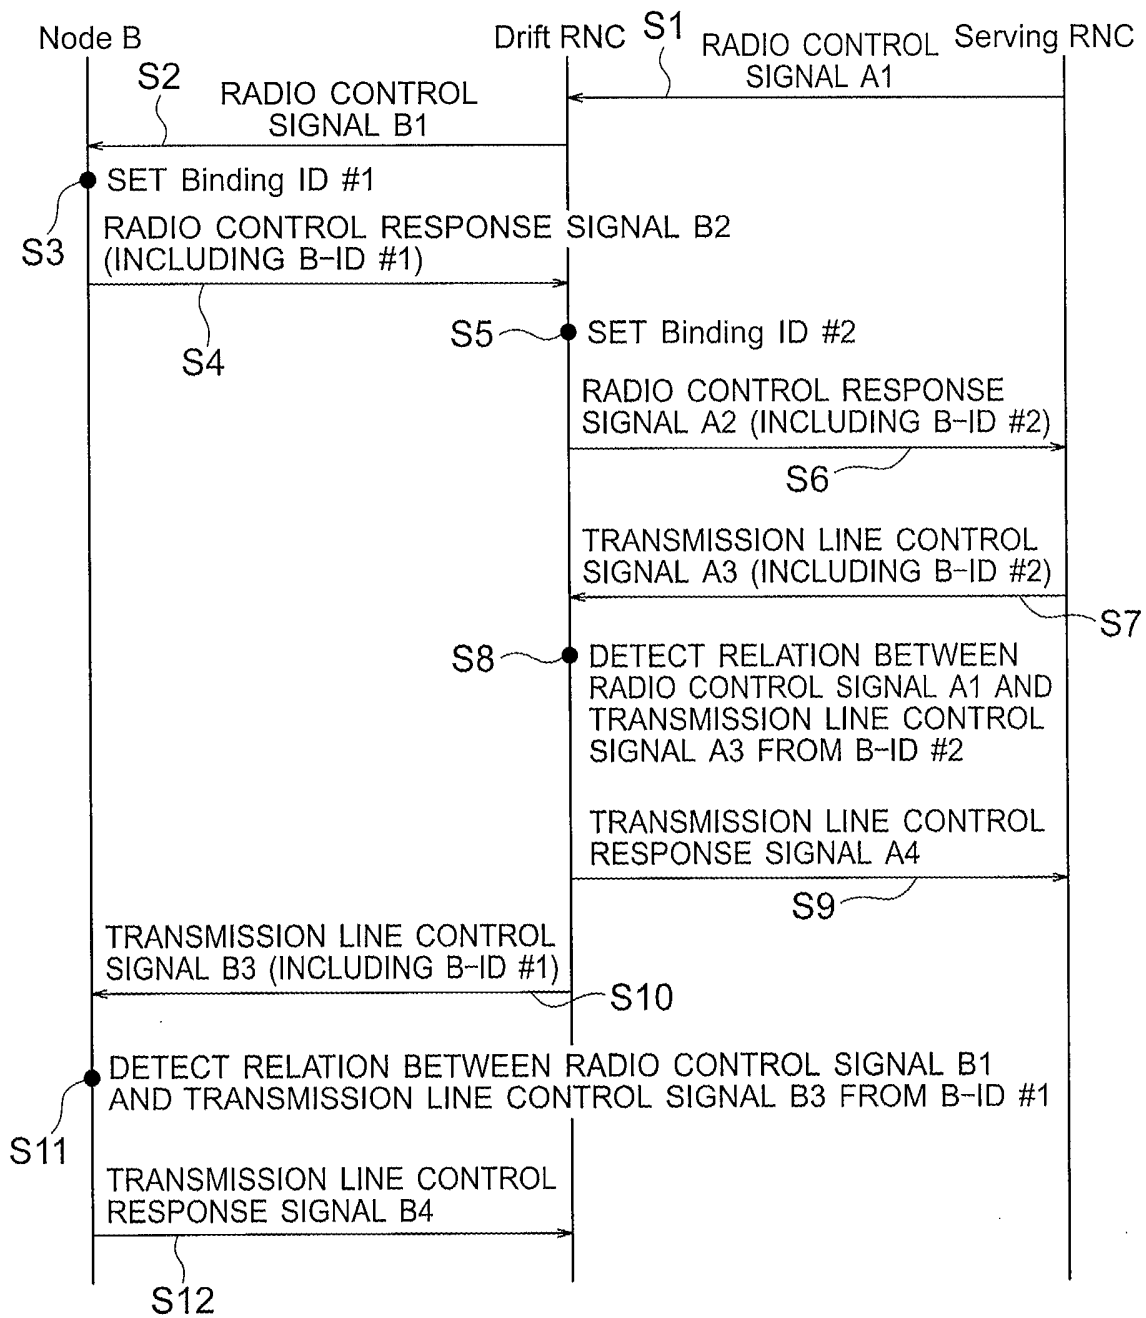 Node B
Drift RNC
S1
RADIO CONTROL
SIGNAL A1
Serving RNC
S2
RADIO CONTROL
SIGNAL B1
SET Binding ID #1
S3
RADIO CONTROL RESPONSE SIGNAL B2
(INCLUDING B-ID #1)
S4
S5
SET Binding ID #2
RADIO CONTROL RESPONSE
SIGNAL A2 (INCLUDING B-ID #2)
S6
TRANSMISSION LINE CONTROL
SIGNAL A3 (INCLUDING B-ID #2)
S7
S8
DETECT RELATION BETWEEN
RADIO CONTROL SIGNAL A1 AND
TRANSMISSION LINE CONTROL
SIGNAL A3 FROM B-ID #2
TRANSMISSION LINE CONTROL
RESPONSE SIGNAL A4
S9
TRANSMISSION LINE CONTROL
SIGNAL B3 (INCLUDING B-ID #1)
S10
DETECT RELATION BETWEEN RADIO CONTROL SIGNAL B1
AND TRANSMISSION LINE CONTROL SIGNAL B3 FROM B-ID #1
S11
TRANSMISSION LINE CONTROL
RESPONSE SIGNAL B4
S12